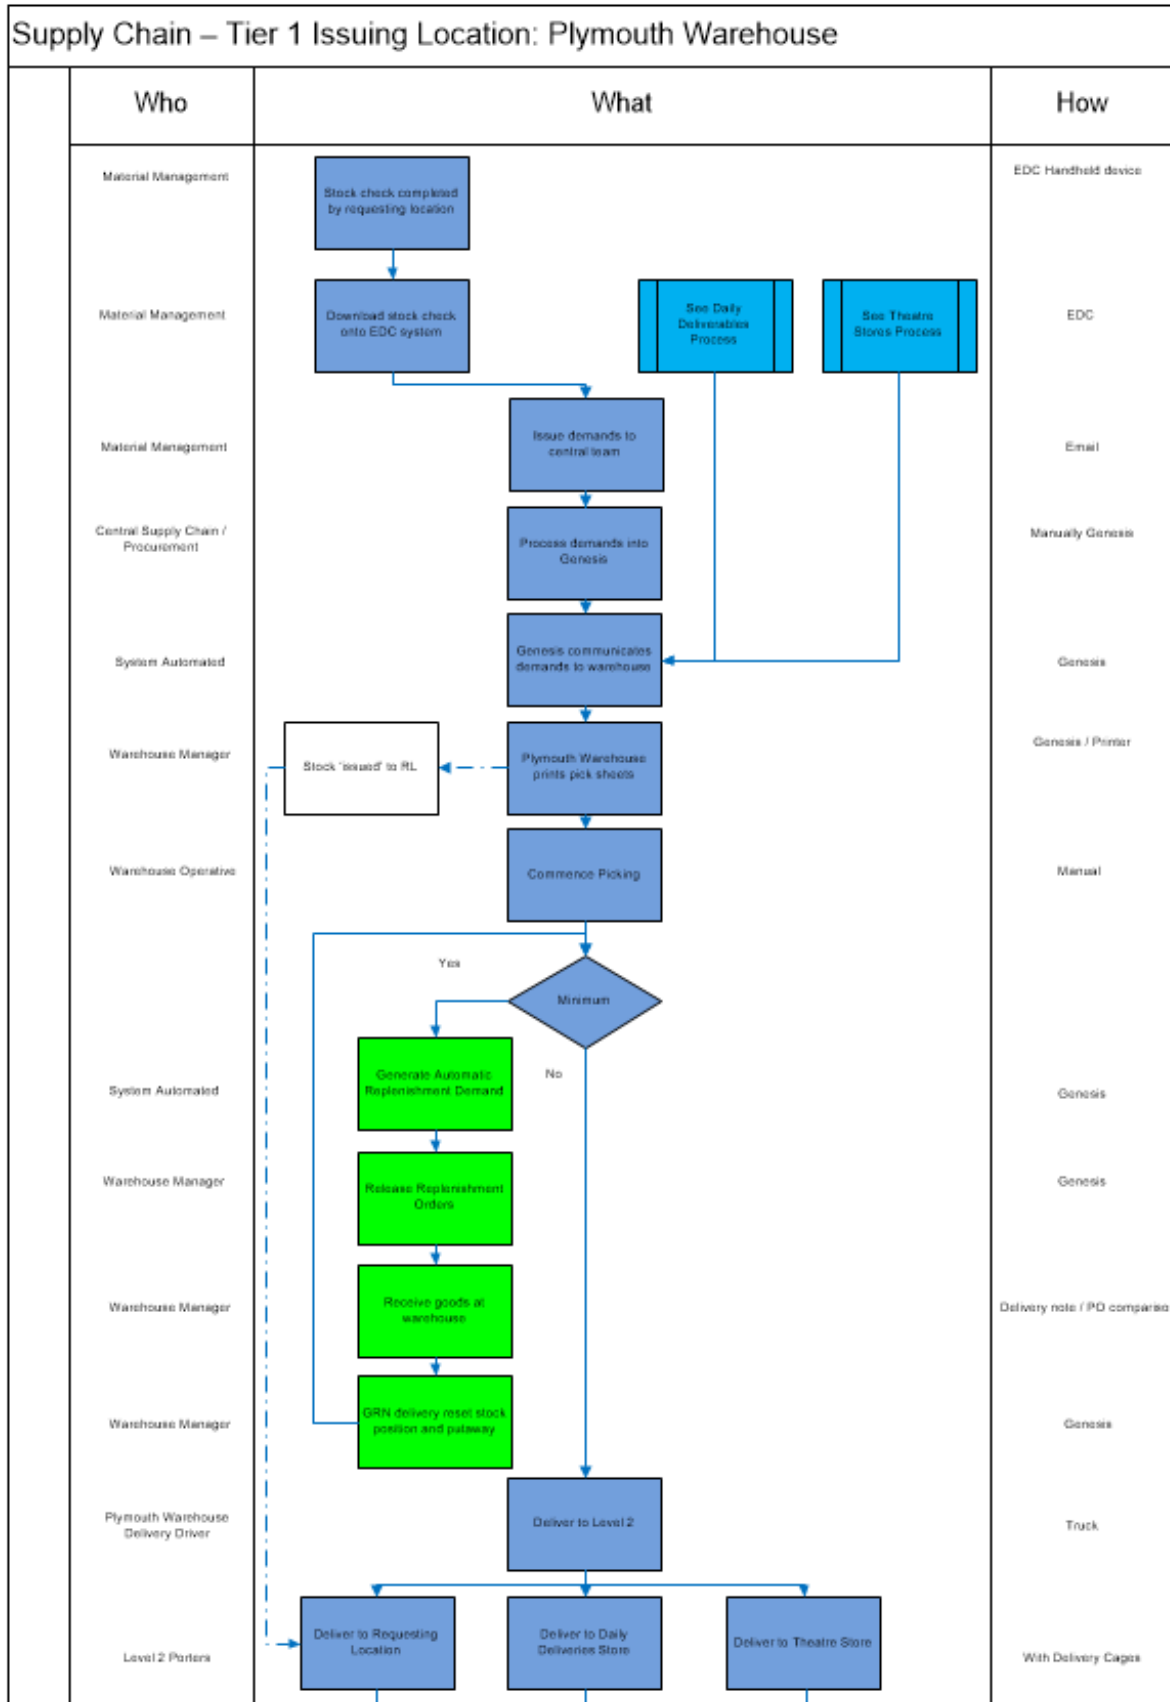 Supply Chain – Tier 1 Issuing Location: Plymouth Warehouse
Who
What
How
Material Management
Stock check completed
by requesting location
EDC Handheld device
Material Management
Download stock check
onto EDC system
See Daily
Deliverables
Process
See Theatre
Stores Process
EDC
Material Management
Issue demands to
central team
Email
Central Supply Chain /
Procurement
Process demands into
Genesis
Manually Genesis
System Automated
Genesis communicates
demands to warehouse
Genesis
Warehouse Manager
Stock 'issued' to RL
Plymouth Warehouse
prints pick sheets
Genesis / Printer
Warehouse Operative
Commence Picking
Manual
Yes
Minimum
No
System Automated
Generate Automatic
Replenishment Demand
Genesis
Warehouse Manager
Release Replenishment
Orders
Genesis
Warehouse Manager
Receive goods at
warehouse
Delivery note / PO compariso
Warehouse Manager
GRN delivery reset stock
position and putaway
Genesis
Plymouth Warehouse
Delivery Driver
Deliver to Level 2
Truck
Level 2 Porters
Deliver to Requesting
Location
Deliver to Daily
Deliveries Store
Deliver to Theatre Store
With Delivery Cages